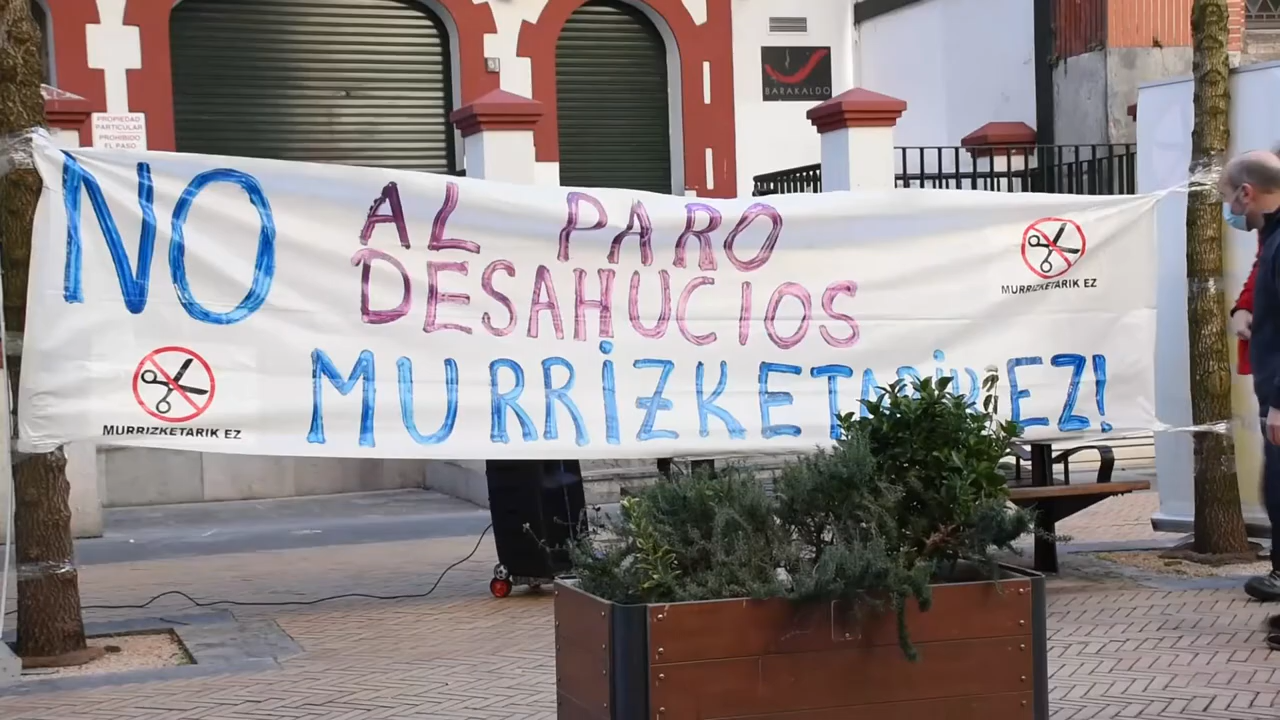 BARAKALDO
PROPIEDAD
PARTICULAR
PROHIBIDO
EL PASO
NO AL PARO
DESAHUCIOS
MURRIZKETARIK EZ!
MURRIZKETARIK EZ
MURRIZKETARIK EZ